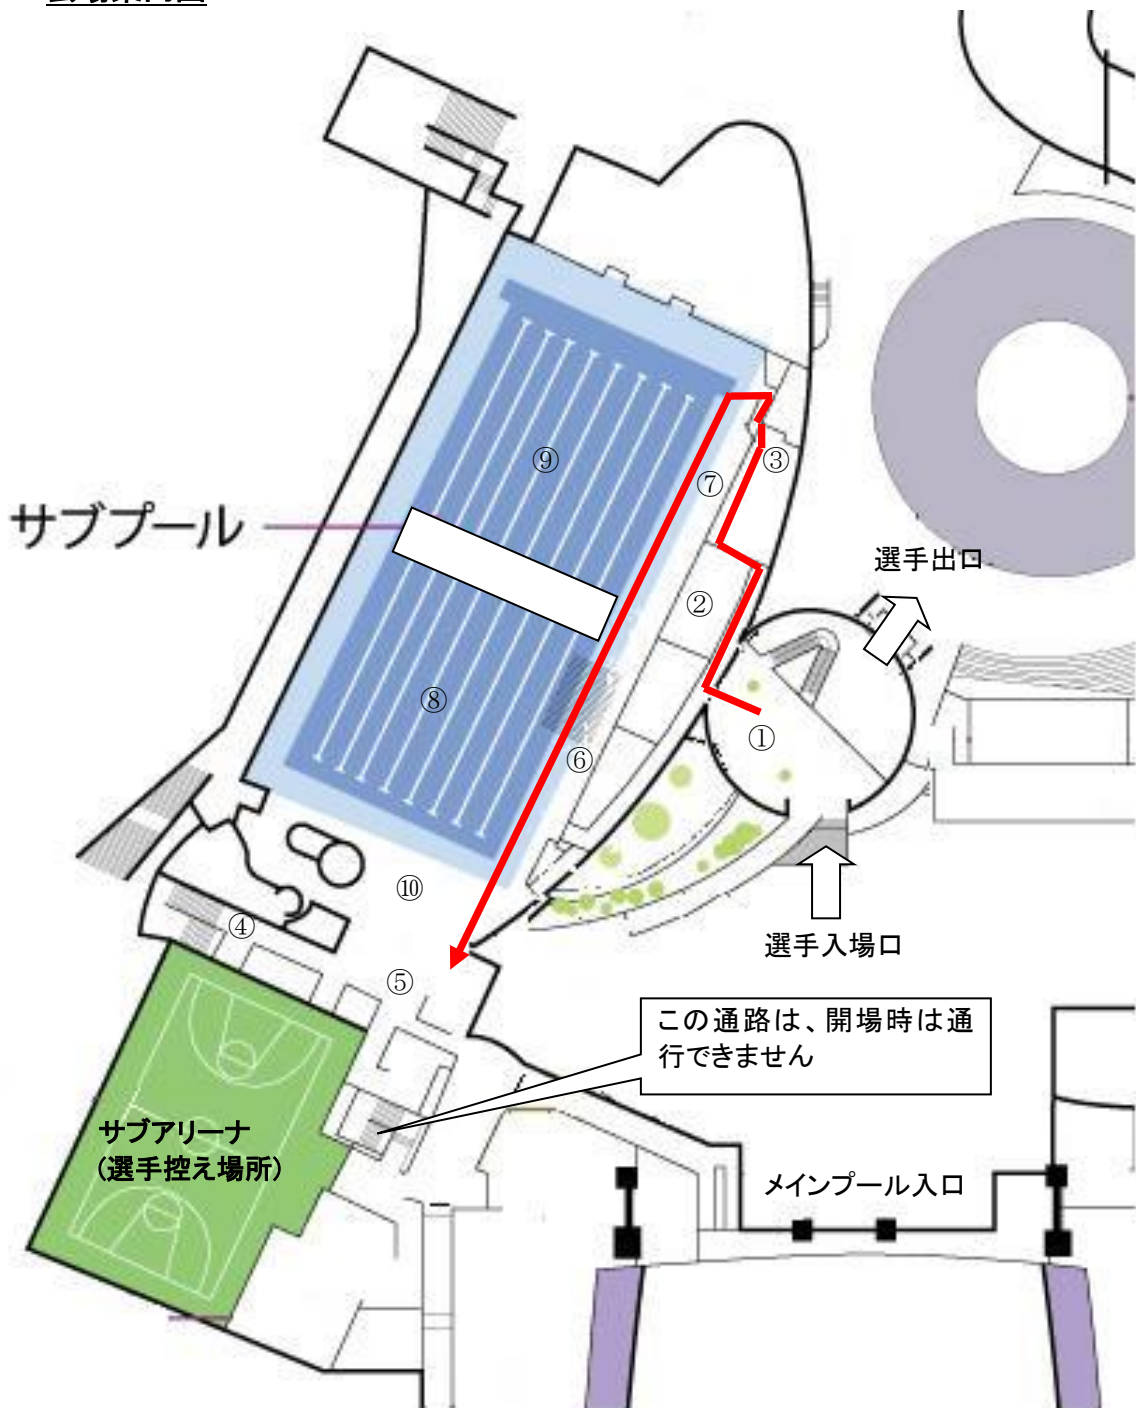 ③
⑨
⑦
サブプール
選手出口
②
⑧
①
⑥
⑩
④
選手入場口
⑤
この通路は、開場時は通
行できません
サブアリーナ
(選手控え場所)
メインプール入口